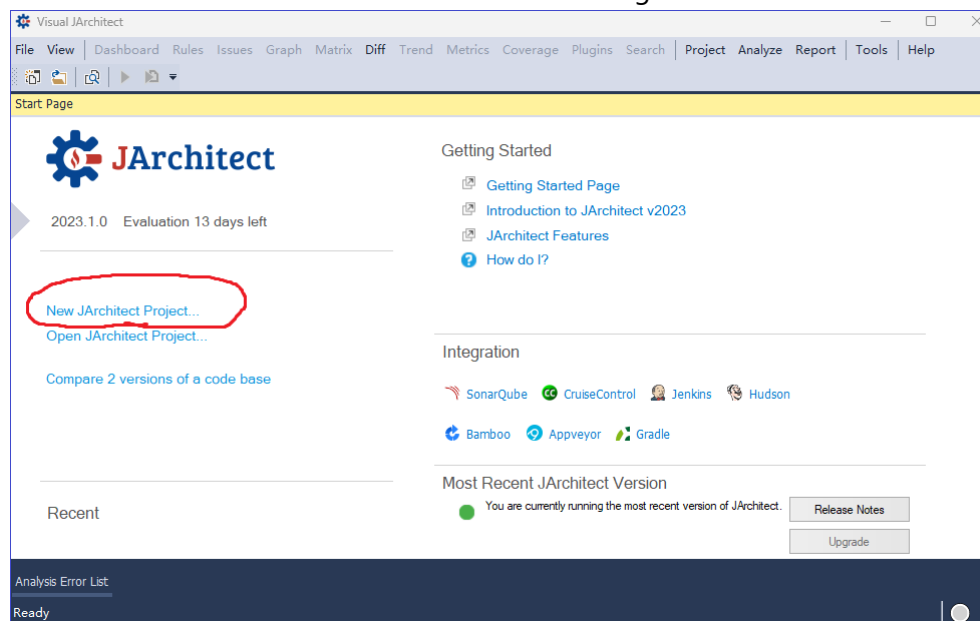 Visual JArchitect
File View Dashboard Rules Issues Graph Matrix Diff Trend Metrics Coverage Plugins Search Project Analyze Report Tools Help
Start Page
JArchitect
2023.1.0 Evaluation 13 days left
New JArchitect Project...
Open JArchitect Project...
Compare 2 versions of a code base
Recent
Getting Started
Getting Started Page
Introduction to JArchitect v2023
JArchitect Features
How do I?
Integration
SonarQube CruiseControl Jenkins Hudson
Bamboo Appveyor Gradle
Most Recent JArchitect Version
You are currently running the most recent version of JArchitect.
Release Notes
Upgrade
Analysis Error List
Ready